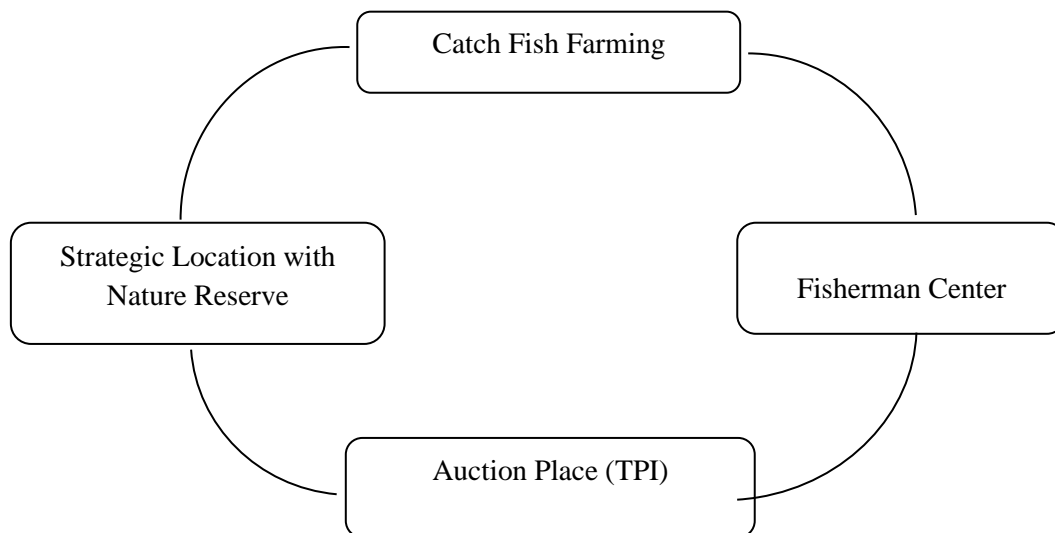 Catch Fish Farming
Strategic Location with
Nature Reserve
Fisherman Center
Auction Place (TPI)